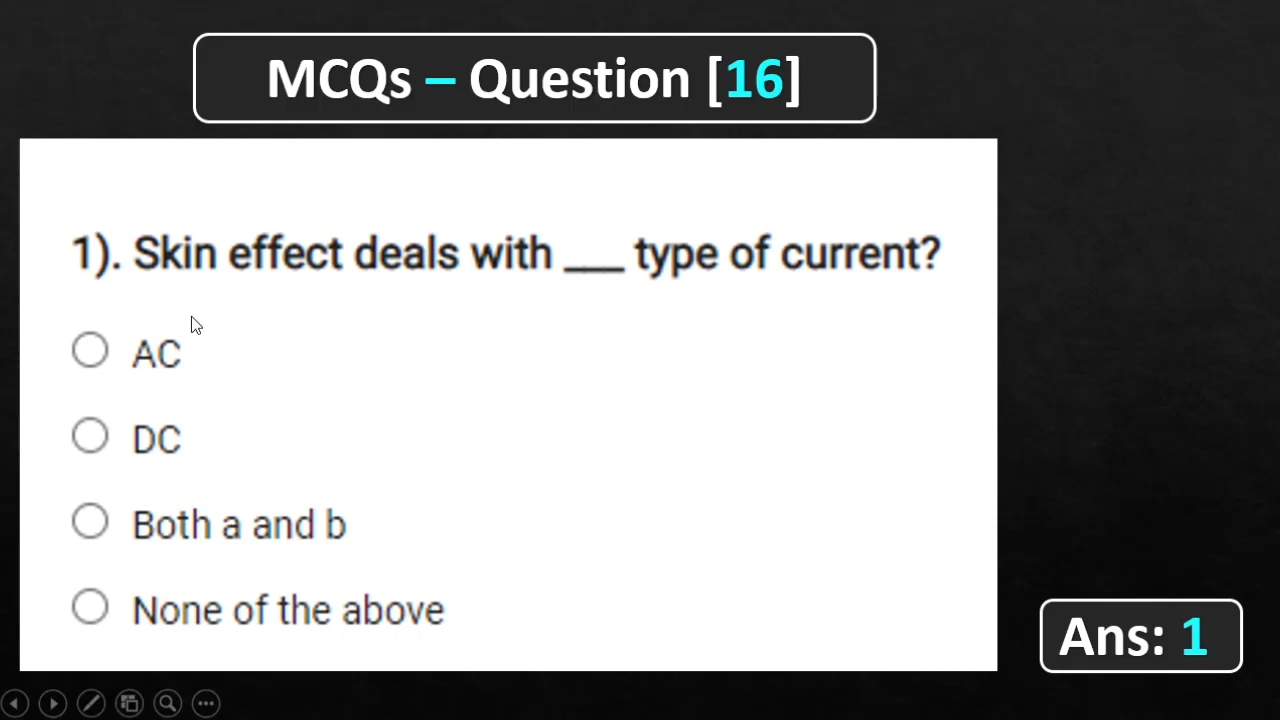 MCQs – Question [16]
1). Skin effect deals with ___ type of current?
AC
DC
Both a and b
None of the above
Ans: 1